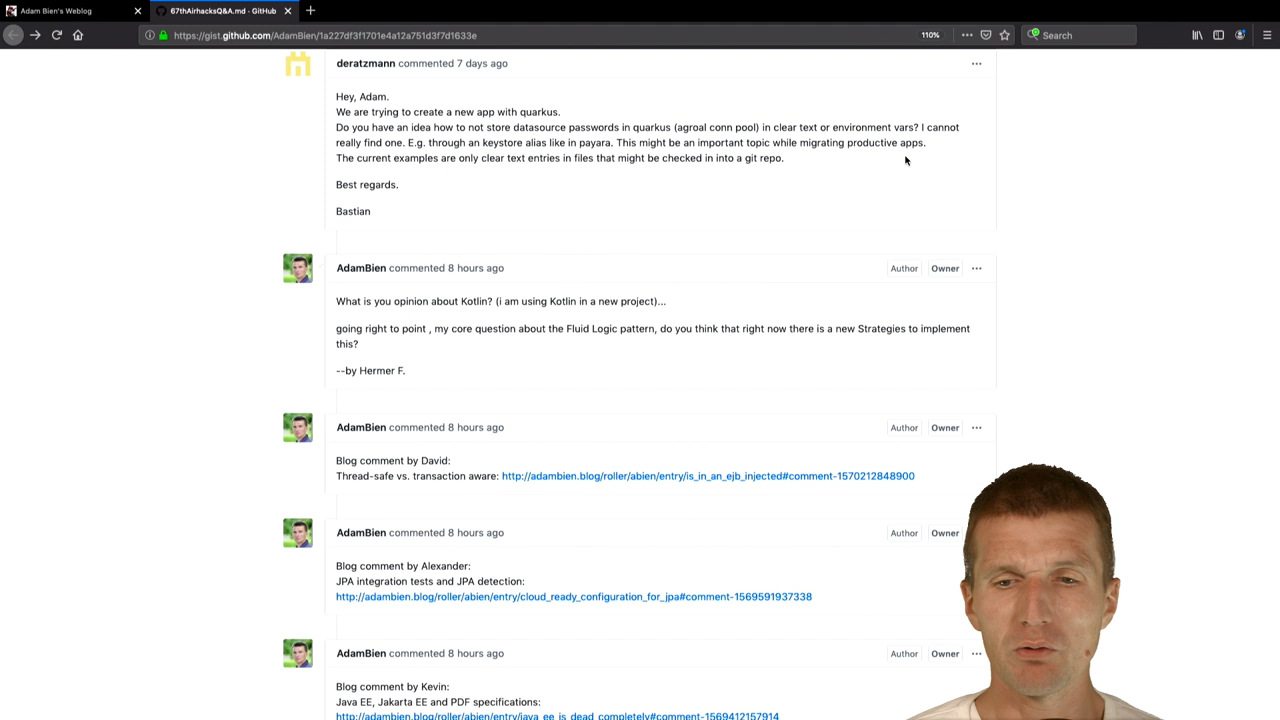 Adam Bien's Weblog
67thAirhacksQ&A.md · GitHub
https://gist.github.com/AdamBien/1a227df3f1701e4a12a751d3f7d1633e
110%
Search
deratzmann commented 7 days ago
Hey, Adam.
We are trying to create a new app with quarkus.
Do you have an idea how to not store datasource passwords in quarkus (agroal conn pool) in clear text or environment vars? I cannot
really find one. E.g. through an keystore alias like in payara. This might be an important topic while migrating productive apps.
The current examples are only clear text entries in files that might be checked in into a git repo.
Best regards.
Bastian
AdamBien commented 8 hours ago
Author Owner
What is you opinion about Kotlin? (i am using Kotlin in a new project)...
going right to point , my core question about the Fluid Logic pattern, do you think that right now there is a new Strategies to implement
this?
--by Hermer F.
AdamBien commented 8 hours ago
Author Owner
Blog comment by David:
Thread-safe vs. transaction aware: http://adambien.blog/roller/abien/entry/is_in_an_ejb_injected#comment-1570212848900
AdamBien commented 8 hours ago
Author Owner
Blog comment by Alexander:
JPA integration tests and JPA detection:
http://adambien.blog/roller/abien/entry/cloud_ready_configuration_for_jpa#comment-1569591937338
AdamBien commented 8 hours ago
Author Owner
Blog comment by Kevin:
Java EE, Jakarta EE and PDF specifications:
http://adambien.blog/roller/abien/entry/java_ee_is_dead_completely#comment-1569412157914